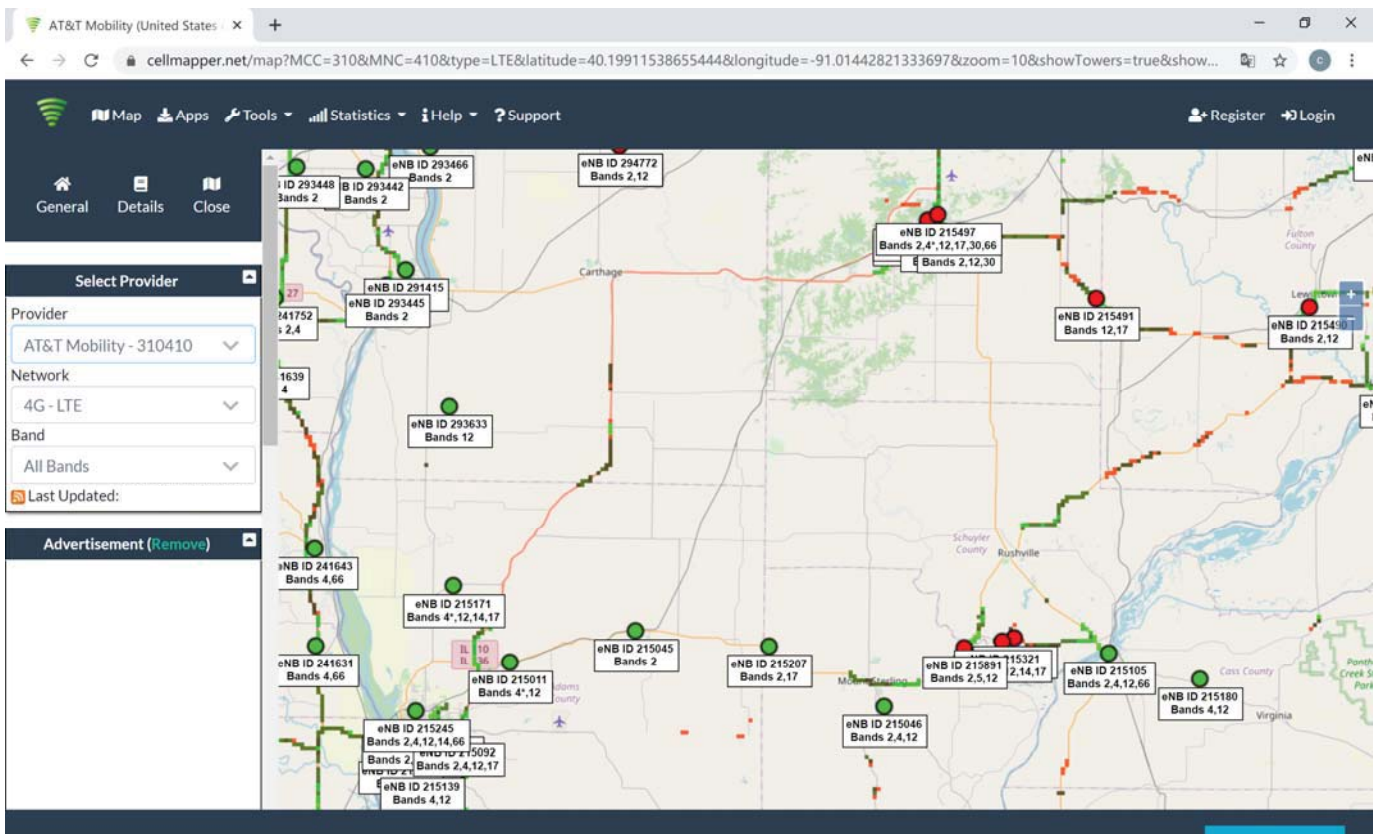 AT&T Mobility (United States
cellmapper.net/map?MCC=310&MNC=410&type=LTE&latitude=40.19911538655444&longitude=-91.01442821333697&zoom=10&showTowers=true&show...
C
Map
Apps
Tools
Statistics
Help
Support
Register
Login
General
Details
Close
Select Provider
Provider
AT&T Mobility - 310410
Network
4G - LTE
Band
All Bands
Last Updated:
Advertisement (Remove)
eNB ID 293466
Bands 2
eNB ID 294772
Bands 2,12
ID 293448
Bands 2
B ID 293442
Bands 2
eNB ID 215497
Bands 2,4*,12,17,30,66
Bands 2,12,30
Fulton
County
Carthage
27
eNB ID 291415
eNB ID 293445
Bands 2
241752
s 2,4
eNB ID 215491
Bands 12,17
+
−
eNB ID 215490
Bands 2,12
1639
4
eNB ID 293633
Bands 12
Schuyler
County
Rushville
eNB ID 241643
Bands 4,66
eNB ID 215171
Bands 4*,12,14,17
eNB ID 215045
Bands 2
eNB ID 241631
Bands 4,66
eNB ID 215011
Bands 4*,12
eNB ID 215207
Bands 2,17
eNB ID 215891
Bands 2,5,12
215321
2,14,17
eNB ID 215105
Bands 2,4,12,66
Cass County
eNB ID 215180
Bands 4,12
Virginia
eNB ID 215046
Bands 2,4,12
eNB ID 215245
Bands 2,4,12,14,66
eNB ID 215092
Bands 2,4,12,17
eNB ID 215139
Bands 4,12